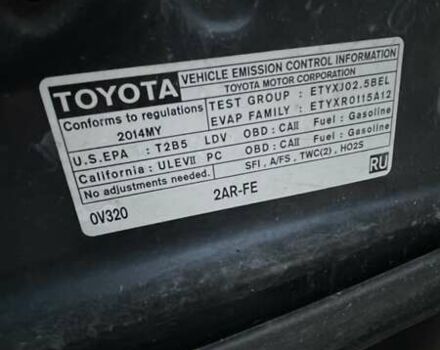 TOYOTA
VEHICLE EMISSION CONTROL INFORMATION
TOYOTA MOTOR CORPORATION
Conforms to regulations
2014MY
TEST GROUP : ETYXJ02.5BEL
EVAP FAMILY : ETYXR0115A12
U.S.EPA : T2B5 LDV OBD : CAII Fuel : Gasoline
California : ULEVII PC OBD : CAII Fuel : Gasoline
No adjustments needed.
SFI , A/FS, TWC(2) , HO2S
RU
0V320
2AR-FE